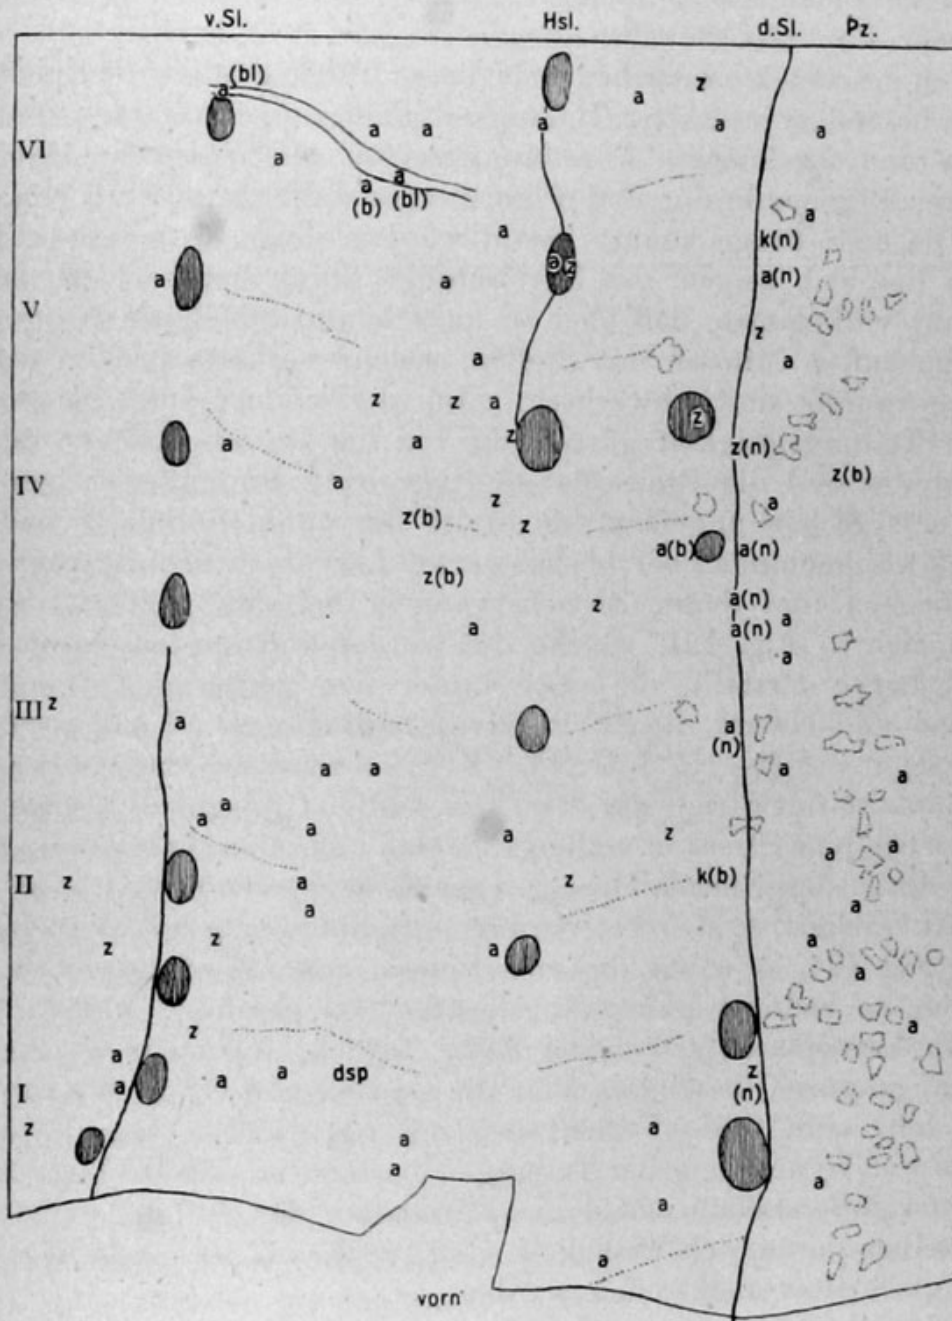 v.Sl. Hsl. d.Sl. Pz.
(bl)
a z
a
VI a a a a a
a a
a (b) (bl) a
a k(n)
a a z a a(n)
V
z
a a
z z a z
a z z(n)
IV a z z(b)
z(b) z a
a(b) a(n)
z(b) z a(n)
a a(n) a
a
III z a a
(n)
a a a a
a a a z
a a
II z a z k(b)
a a
z z a a
a
z a
a a a dsp z
I a (n)
z a a
a a
a
a
vorn